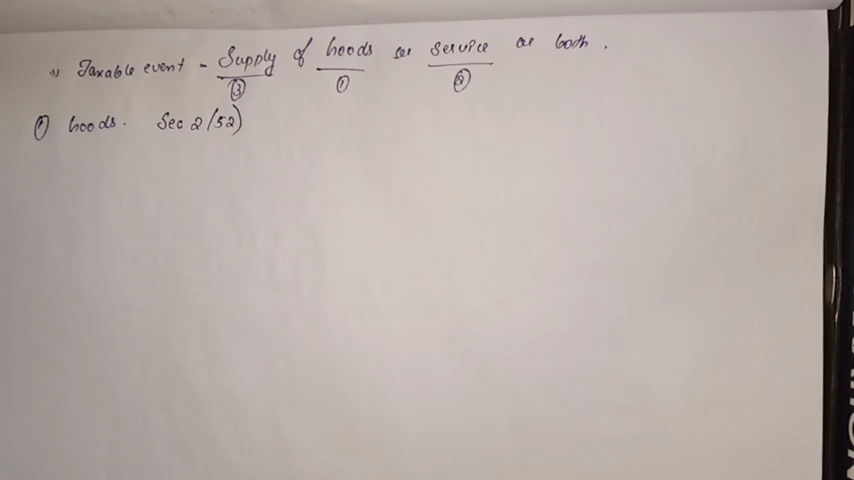 Taxable event - Supply of Goods or Service or both.
③ ① ②
① Goods. Sec 2(52)